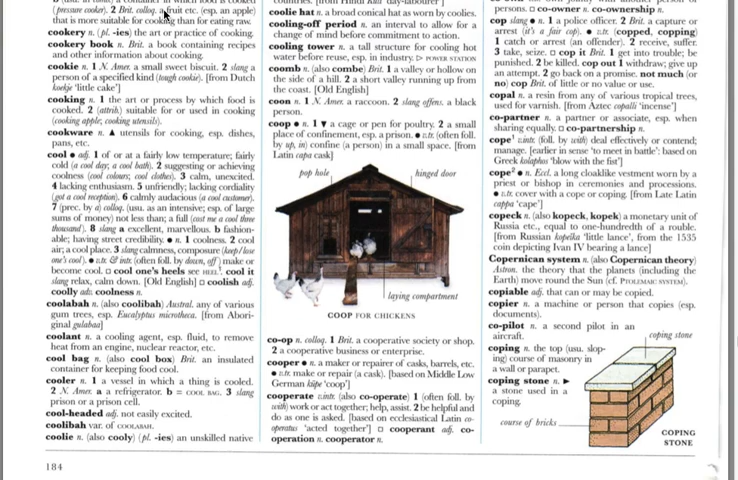 (pressure cooker). 2 Brit. colloq. a fruit etc. (esp. an apple)
that is more suitable for cooking than for eating raw.
cookery n. (pl. -ies) the art or practice of cooking.
cookery book n. Brit. a book containing recipes
and other information about cooking.
cookie n. 1 N. Amer. a small sweet biscuit. 2 slang a
person of a specified kind (tough cookie). [from Dutch
koekje 'little cake']
cooking n. 1 the art or process by which food is
cooked. 2 (attrib.) suitable for or used in cooking
(cooking apple; cooking utensils).
cookware n. ▲ utensils for cooking, esp. dishes,
pans, etc.
cool ● adj. 1 of or at a fairly low temperature; fairly
cold (a cool day; a cool bath). 2 suggesting or achieving
coolness (cool colours; cool clothes). 3 calm, unexcited.
4 lacking enthusiasm. 5 unfriendly; lacking cordiality
(got a cool reception). 6 calmly audacious (a cool customer).
7 (prec. by a) colloq. (usu. as an intensive; esp. of large
sums of money) not less than; a full (cost me a cool three
thousand). 8 slang a excellent, marvellous. b fashion-
able; having street credibility. ● n. 1 coolness. 2 cool
air; a cool place. 3 slang calmness, composure (keep/lose
one's cool). ● v.tr. & intr. (often foll. by down, off) make or
become cool. □ cool one's heels see HEEL¹. cool it
slang relax, calm down. [Old English] □ coolish adj.
coolly adv. coolness n.
coolabah n. (also coolibah) Austral. any of various
gum trees, esp. Eucalyptus microtheca. [from Abori-
ginal gulabaa]
coolant n. a cooling agent, esp. fluid, to remove
heat from an engine, nuclear reactor, etc.
cool bag n. (also cool box) Brit. an insulated
container for keeping food cool.
cooler n. 1 a vessel in which a thing is cooled.
2 N. Amer. a a refrigerator. b = COOL BAG. 3 slang
prison or a prison cell.
cool-headed adj. not easily excited.
coolibah var. of COOLABAH.
coolie n. (also cooly) (pl. -ies) an unskilled native
184
coolie hat n. a broad conical hat as worn by coolies.
cooling-off period n. an interval to allow for a
change of mind before commitment to action.
cooling tower n. a tall structure for cooling hot
water before reuse, esp. in industry. ▷ POWER STATION
coomb n. (also combe) Brit. 1 a valley or hollow on
the side of a hill. 2 a short valley running up from
the coast. [Old English]
coon n. 1 N. Amer. a raccoon. 2 slang offens. a black
person.
coop ● n. 1 ▼ a cage or pen for poultry. 2 a small
place of confinement, esp. a prison. ● v.tr. (often foll.
by up, in) confine (a person) in a small space. [from
Latin cupa cask]
pop hole
hinged door
laying compartment
COOP FOR CHICKENS
co-op n. colloq. 1 Brit. a cooperative society or shop.
2 a cooperative business or enterprise.
cooper ● n. a maker or repairer of casks, barrels, etc.
● v.tr. make or repair (a cask). [based on Middle Low
German kūpe 'coop']
cooperate v.intr. (also co-operate) 1 (often foll. by
with) work or act together; help, assist. 2 be helpful and
do as one is asked. [based on ecclesiastical Latin co-
operatus 'acted together'] □ cooperant adj. co-
operation n. cooperator n.
persons. □ co-owner n. co-ownership n.
cop slang ● n. 1 a police officer. 2 Brit. a capture or
arrest (it's a fair cop). ● v.tr. (copped, copping)
1 catch or arrest (an offender). 2 receive, suffer.
3 take, seize. □ cop it Brit. 1 get into trouble; be
punished. 2 be killed. cop out 1 withdraw; give up
an attempt. 2 go back on a promise. not much (or
no) cop Brit. of little or no value or use.
copal n. a resin from any of various tropical trees,
used for varnish. [from Aztec copalli 'incense']
co-partner n. a partner or associate, esp. when
sharing equally. □ co-partnership n.
cope¹ v.intr. (foll. by with) deal effectively or contend;
manage. [earlier in sense 'to meet in battle': based on
Greek kolaphos 'blow with the fist']
cope² ● n. Eccl. a long cloaklike vestment worn by a
priest or bishop in ceremonies and processions.
● v.tr. cover with a cope or coping. [from Late Latin
cappa 'cape']
copeck n. (also kopeck, kopek) a monetary unit of
Russia etc., equal to one-hundredth of a rouble.
[from Russian kopeika 'little lance', from the 1535
coin depicting Ivan IV bearing a lance]
Copernican system n. (also Copernican theory)
Astron. the theory that the planets (including the
Earth) move round the Sun (cf. PTOLEMAIC SYSTEM).
copiable adj. that can or may be copied.
copier n. a machine or person that copies (esp.
documents).
co-pilot n. a second pilot in an
aircraft.
coping n. the top (usu. slop-
ing) course of masonry in
a wall or parapet.
coping stone n. ▶
a stone used in a
coping.
coping stone
course of bricks
COPING
STONE